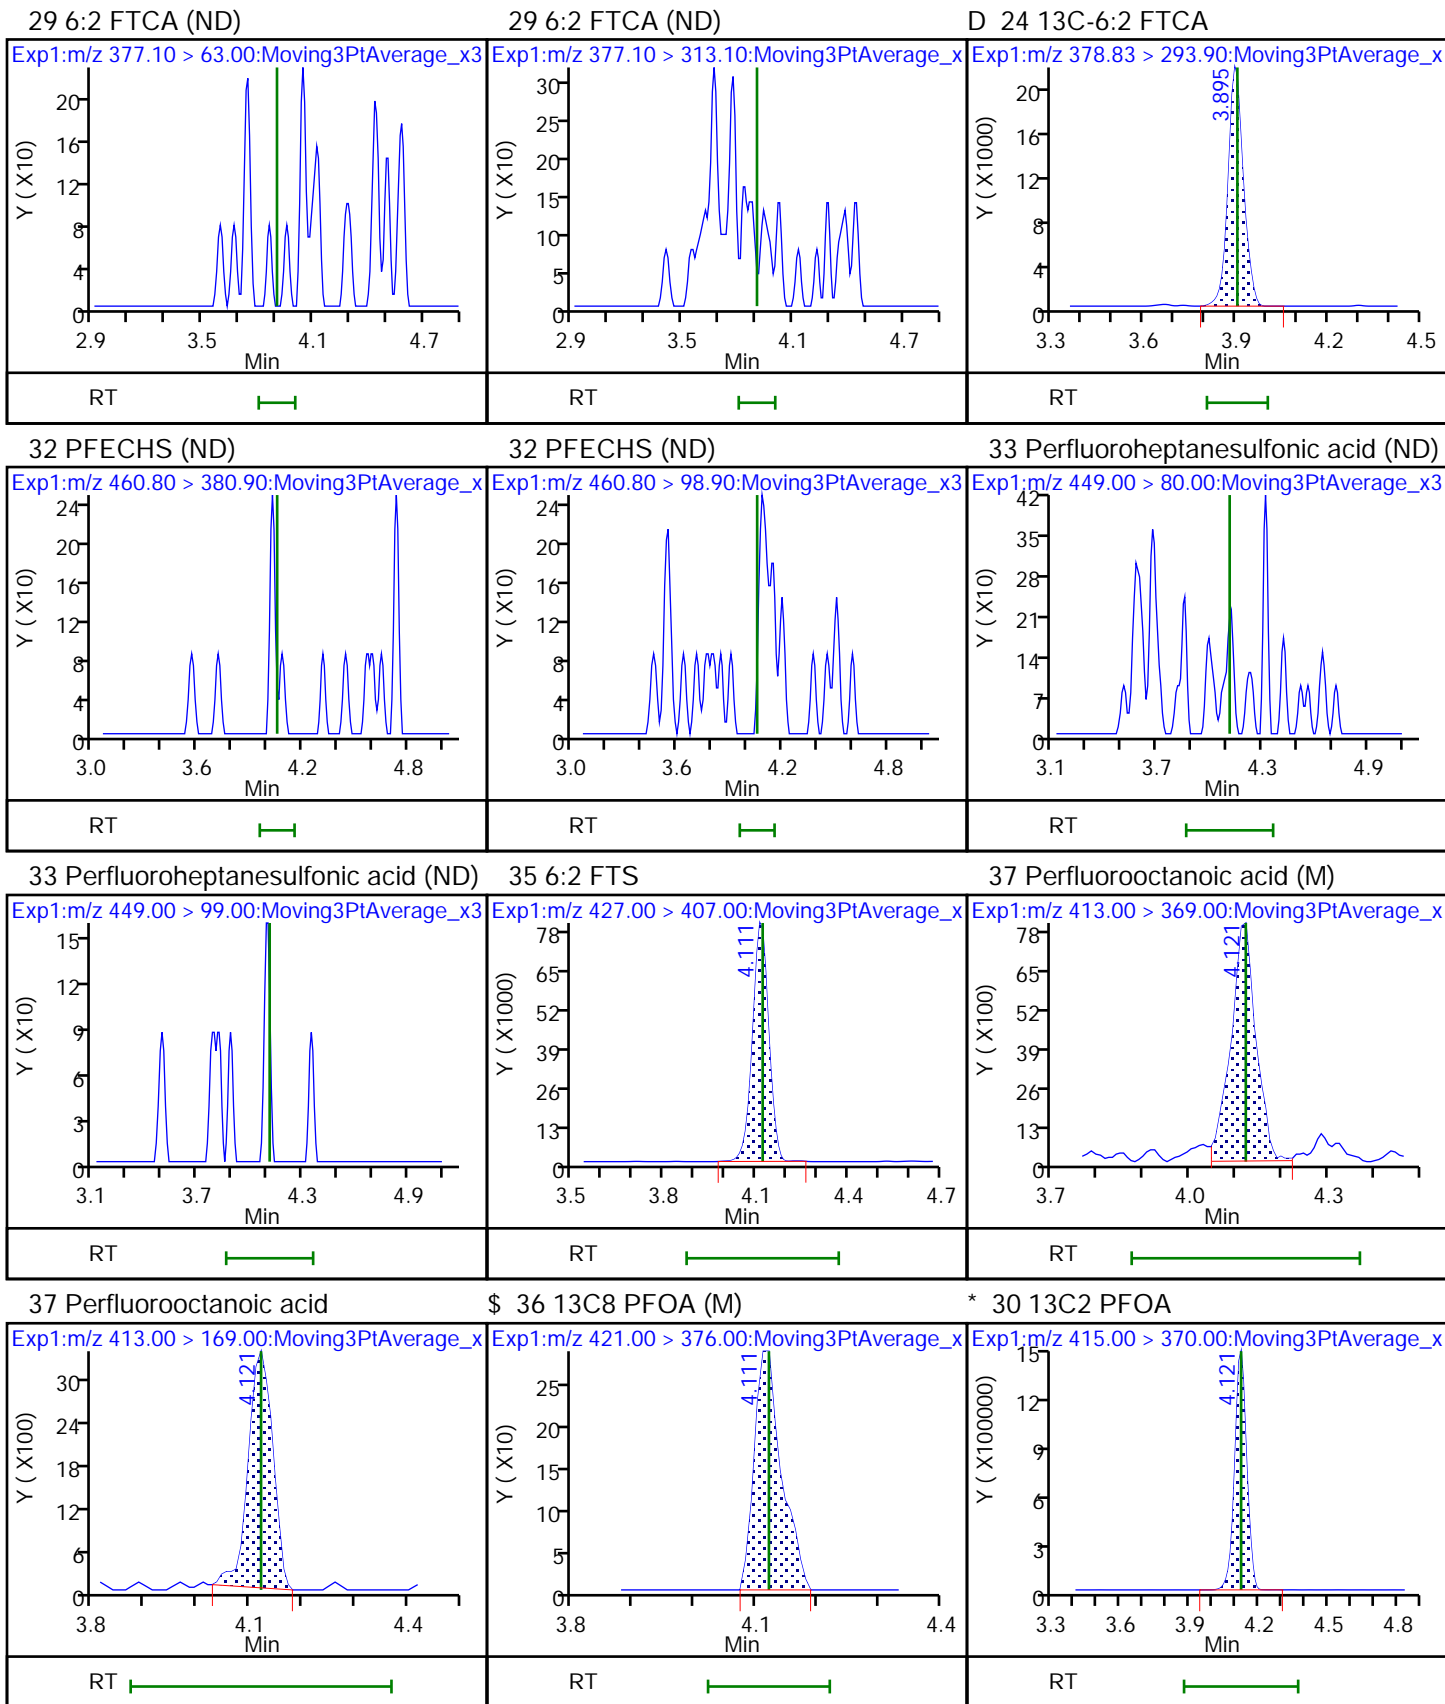 29 6:2 FTCA (ND)
Exp1:m/z 377.10 > 63.00:Moving3PtAverage_x3
Y ( X10)
20
16
12
8
4
0
2.9 3.5 4.1 4.7
Min
RT
29 6:2 FTCA (ND)
Exp1:m/z 377.10 > 313.10:Moving3PtAverage_x
Y ( X10)
30
25
20
15
10
5
0
2.9 3.5 4.1 4.7
Min
RT
D 24 13C-6:2 FTCA
Exp1:m/z 378.83 > 293.90:Moving3PtAverage_x
3.895
Y ( X1000)
20
16
12
8
4
0
3.3 3.6 3.9 4.2 4.5
Min
RT
32 PFECHS (ND)
Exp1:m/z 460.80 > 380.90:Moving3PtAverage_x
Y ( X10)
24
20
16
12
8
4
0
3.0 3.6 4.2 4.8
Min
RT
32 PFECHS (ND)
Exp1:m/z 460.80 > 98.90:Moving3PtAverage_x3
Y ( X10)
24
20
16
12
8
4
0
3.0 3.6 4.2 4.8
Min
RT
33 Perfluoroheptanesulfonic acid (ND)
Exp1:m/z 449.00 > 80.00:Moving3PtAverage_x3
Y ( X10)
42
35
28
21
14
7
0
3.1 3.7 4.3 4.9
Min
RT
33 Perfluoroheptanesulfonic acid (ND)
Exp1:m/z 449.00 > 99.00:Moving3PtAverage_x3
Y ( X10)
15
12
9
6
3
0
3.1 3.7 4.3 4.9
Min
RT
35 6:2 FTS
Exp1:m/z 427.00 > 407.00:Moving3PtAverage_x
4.111
Y ( X1000)
78
65
52
39
26
13
0
3.5 3.8 4.1 4.4 4.7
Min
RT
37 Perfluorooctanoic acid (M)
Exp1:m/z 413.00 > 369.00:Moving3PtAverage_x
4.121
Y ( X100)
78
65
52
39
26
13
0
3.7 4.0 4.3
Min
RT
37 Perfluorooctanoic acid
Exp1:m/z 413.00 > 169.00:Moving3PtAverage_x
4.121
Y ( X100)
30
24
18
12
6
0
3.8 4.1 4.4
Min
RT
$ 36 13C8 PFOA (M)
Exp1:m/z 421.00 > 376.00:Moving3PtAverage_x
4.111
Y ( X10)
25
20
15
10
5
0
3.8 4.1 4.4
Min
RT
* 30 13C2 PFOA
Exp1:m/z 415.00 > 370.00:Moving3PtAverage_x
4.121
Y ( X100000)
15
12
9
6
3
0
3.3 3.6 3.9 4.2 4.5 4.8
Min
RT